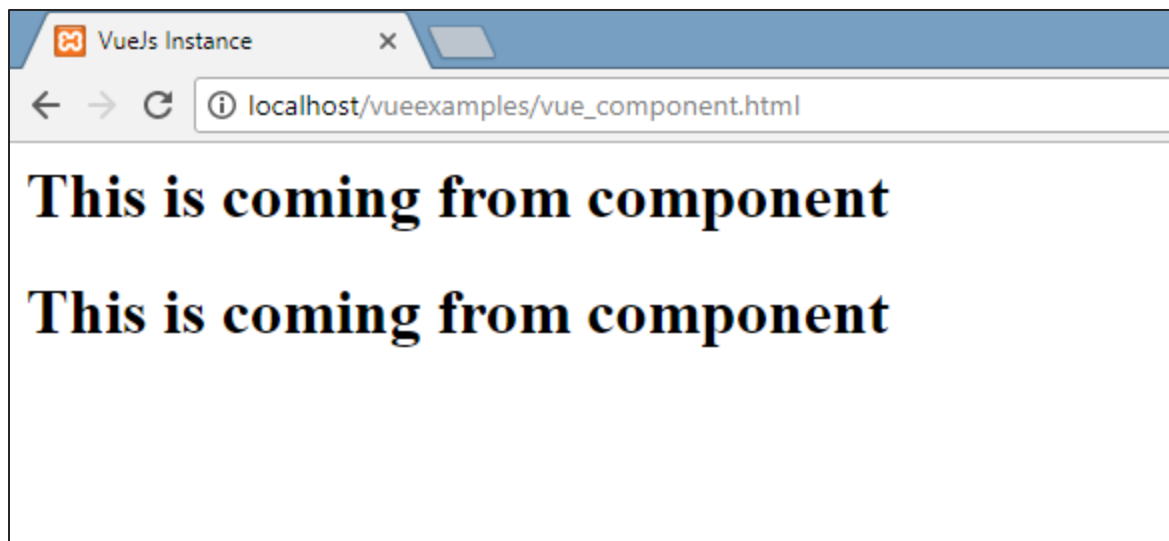 VueJs Instance
localhost/vueexamples/vue_component.html
This is coming from component
This is coming from component